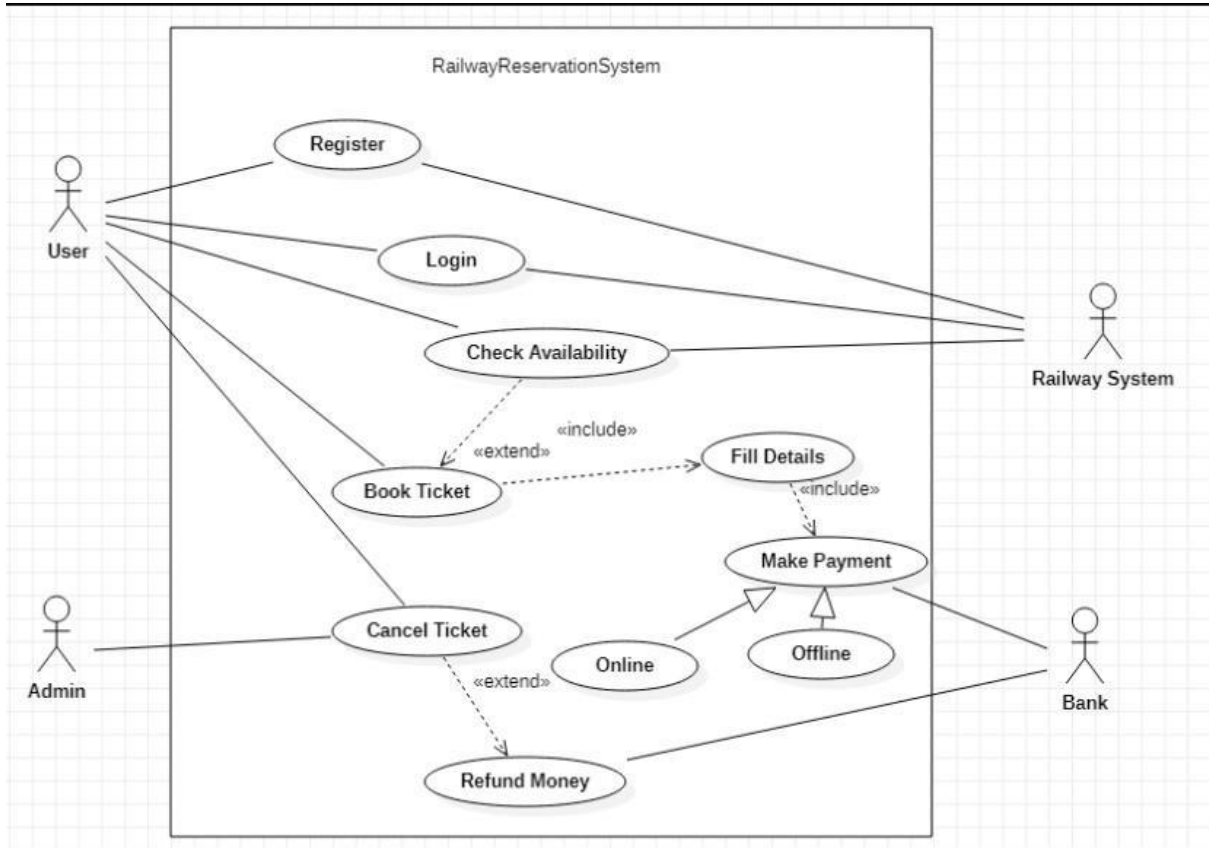 RailwayReservationSystem
Register
User
Login
Check Availability
Railway System
«include»
«extend»
Fill Details
Book Ticket
«include»
Make Payment
Cancel Ticket
Online
Offline
Admin
«extend»
Bank
Refund Money